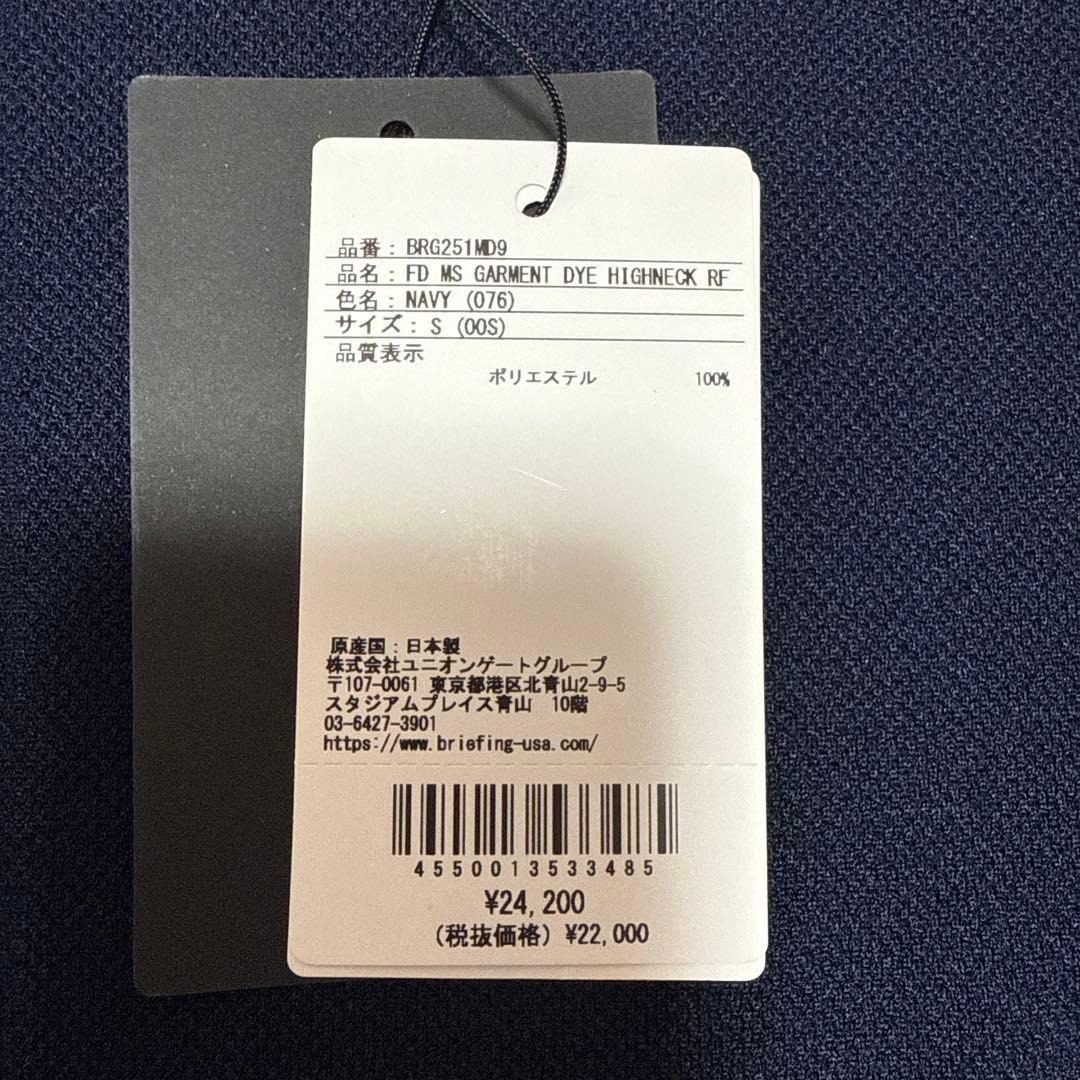 品番：BRG251MD9
品名：FD MS GARMENT DYE HIGHNECK RF
色名：NAVY (076)
サイズ：S (00S)
品質表示
ポリエステル 100%
原産国：日本製
株式会社ユニオンゲートグループ
〒107-0061 東京都港区北青山2-9-5
スタジアムプレイス青山 10階
03-6427-3901
https://www.briefing-usa.com/
4550013533485
¥24,200
(税抜価格) ¥22,000